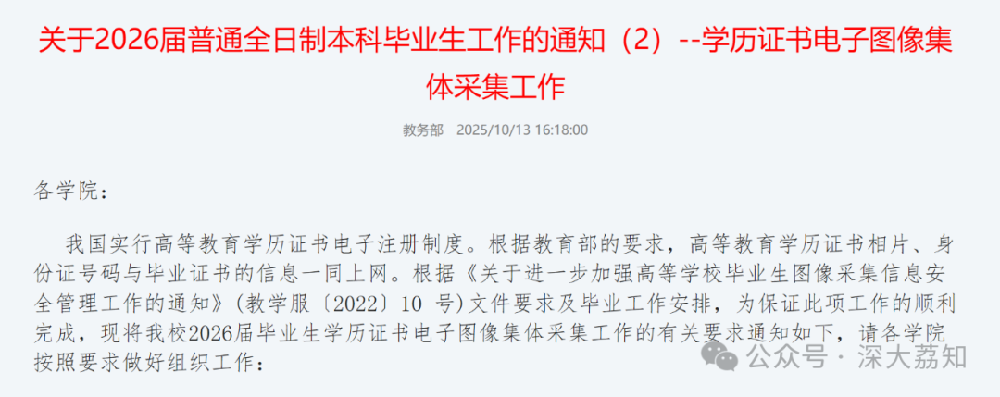 关于2026届普通全日制本科毕业生工作的通知（2）--学历证书电子图像集
体采集工作
教务部 2025/10/13 16:18:00
各学院：
我国实行高等教育学历证书电子注册制度。根据教育部的要求，高等教育学历证书相片、身
份证号码与毕业证书的信息一同上网。根据《关于进一步加强高等学校毕业生图像采集信息安
全管理工作的通知》(教学服〔2022〕10 号)文件要求及毕业工作安排，为保证此项工作的顺利
完成，现将我校2026届毕业生学历证书电子图像集体采集工作的有关要求通知如下，请各学院
按照要求做好组织工作：
公众号 · 深大荔知